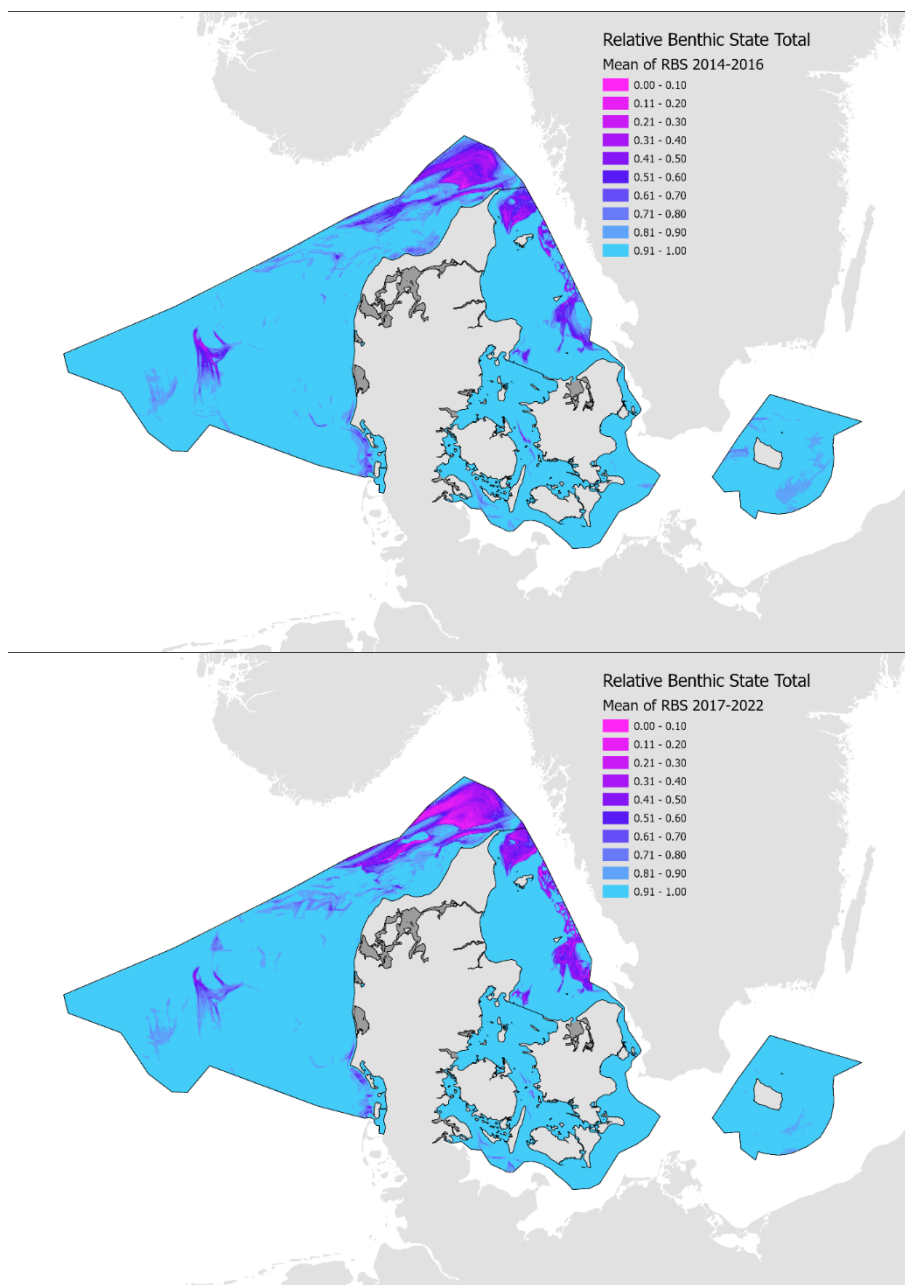 Relative Benthic State Total
Mean of RBS 2014-2016
0.00 - 0.10
0.11 - 0.20
0.21 - 0.30
0.31 - 0.40
0.41 - 0.50
0.51 - 0.60
0.61 - 0.70
0.71 - 0.80
0.81 - 0.90
0.91 - 1.00
Relative Benthic State Total
Mean of RBS 2017-2022
0.00 - 0.10
0.11 - 0.20
0.21 - 0.30
0.31 - 0.40
0.41 - 0.50
0.51 - 0.60
0.61 - 0.70
0.71 - 0.80
0.81 - 0.90
0.91 - 1.00